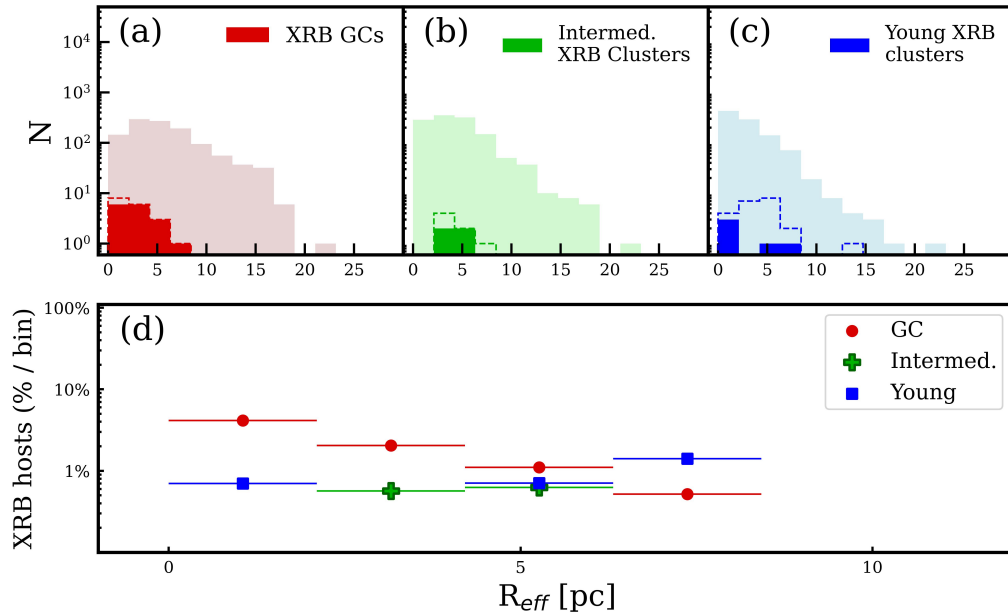 (a)
XRB GCs
(b)
Intermed.
XRB Clusters
(c)
Young XRB
clusters
N
10⁴
10³
10²
10¹
10⁰
0 5 10 15 20 25
0 5 10 15 20 25
0 5 10 15 20 25
(d)
GC
Intermed.
Young
XRB hosts (% / bin)
100%
10%
1%
0 5 10
R_eff [pc]